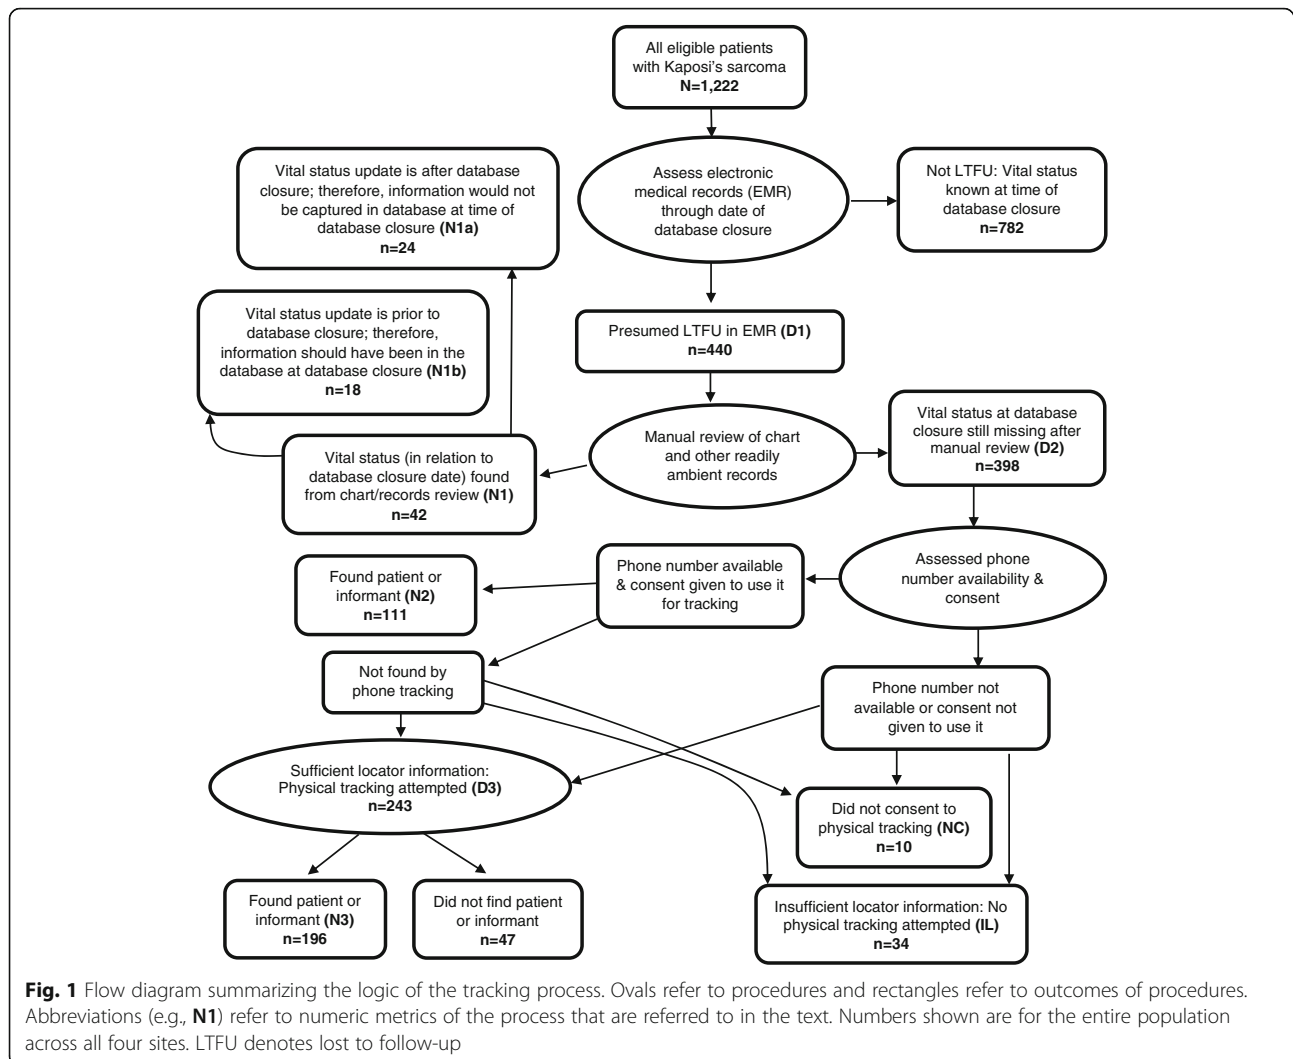 All eligible patients
with Kaposi's sarcoma
N=1,222
Assess electronic
medical records (EMR)
through date of
database closure
Not LTFU: Vital status
known at time of
database closure
n=782
Vital status update is after database
closure; therefore, information would not
be captured in database at time of
database closure (N1a)
n=24
Vital status update is prior to
database closure; therefore,
information should have been in the
database at database closure (N1b)
n=18
Presumed LTFU in EMR (D1)
n=440
Manual review of chart
and other readily
ambient records
Vital status at database
closure still missing after
manual review (D2)
n=398
Vital status (in relation to
database closure date) found
from chart/records review (N1)
n=42
Assessed phone
number availability &
consent
Phone number available
& consent given to use it
for tracking
Found patient or
informant (N2)
n=111
Not found by
phone tracking
Phone number not
available or consent not
given to use it
Sufficient locator information:
Physical tracking attempted (D3)
n=243
Did not consent to
physical tracking (NC)
n=10
Found patient or
informant (N3)
n=196
Did not find patient
or informant
n=47
Insufficient locator information: No
physical tracking attempted (IL)
n=34
Fig. 1 Flow diagram summarizing the logic of the tracking process. Ovals refer to procedures and rectangles refer to outcomes of procedures.
Abbreviations (e.g., N1) refer to numeric metrics of the process that are referred to in the text. Numbers shown are for the entire population
across all four sites. LTFU denotes lost to follow-up